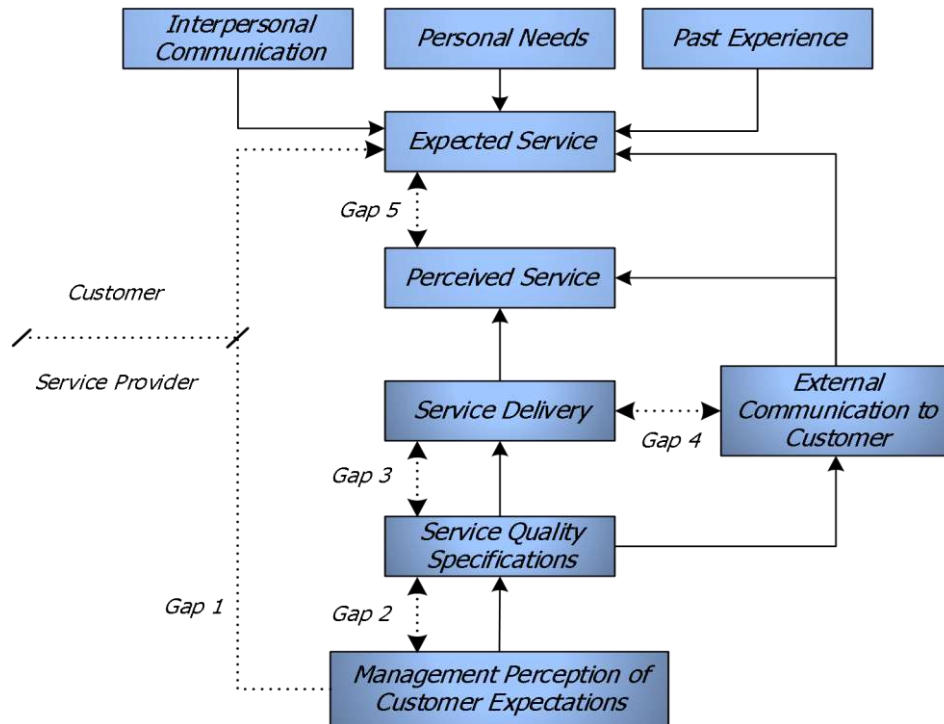 Interpersonal
Communication
Personal Needs
Past Experience
Expected Service
Gap 5
Perceived Service
Customer
Service Provider
Service Delivery
Gap 4
External
Communication to
Customer
Gap 3
Service Quality
Specifications
Gap 1
Gap 2
Management Perception of
Customer Expectations